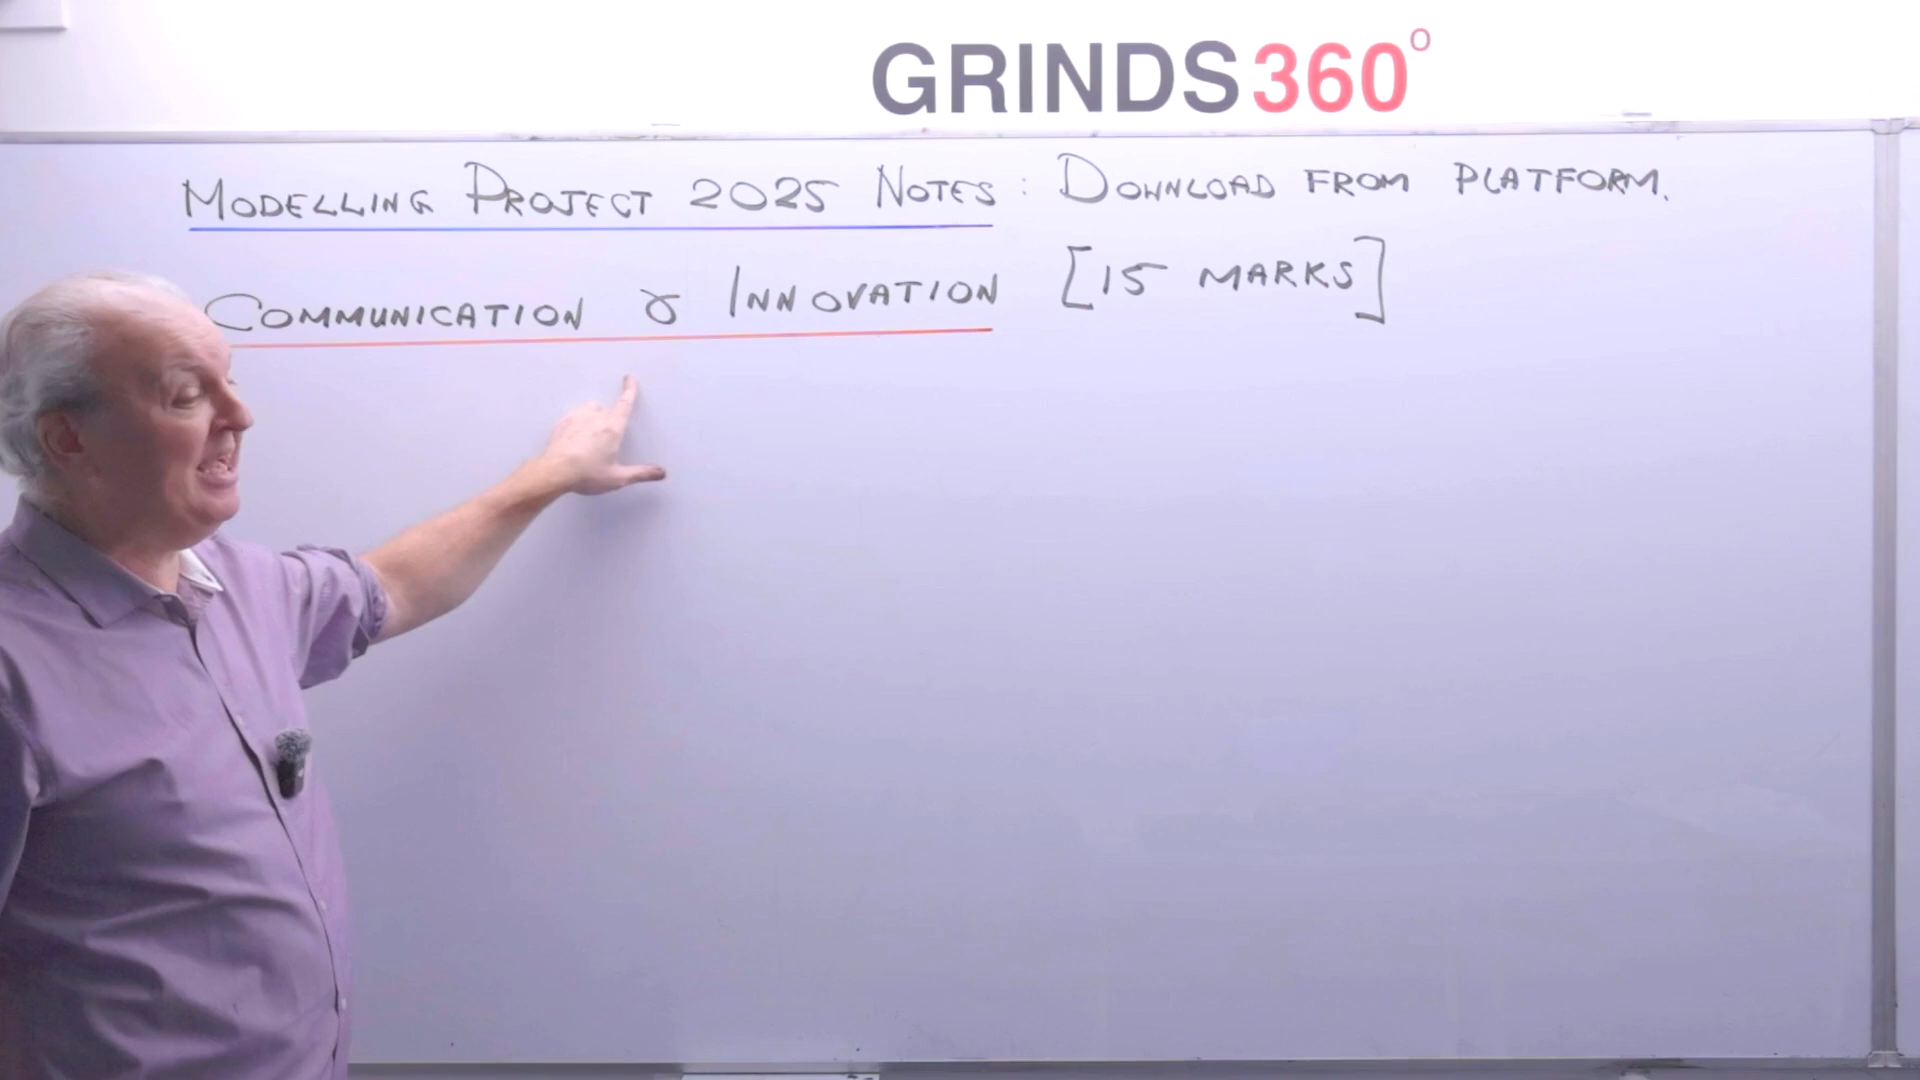 GRINDS360°
MODELLING PROJECT 2025 NOTES: DOWNLOAD FROM PLATFORM.
COMMUNICATION & INNOVATION [15 MARKS]